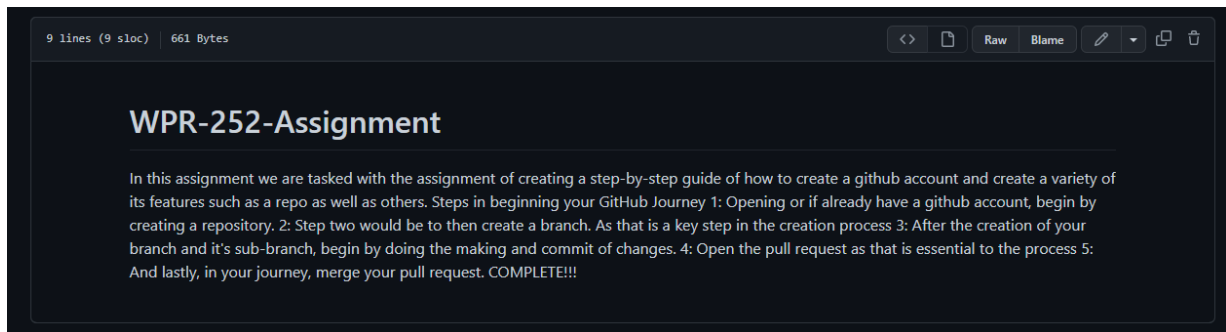 9 lines (9 sloc) 661 Bytes <> Raw Blame
WPR-252-Assignment
In this assignment we are tasked with the assignment of creating a step-by-step guide of how to create a github account and create a variety of
its features such as a repo as well as others. Steps in beginning your GitHub Journey 1: Opening or if already have a github account, begin by
creating a repository. 2: Step two would be to then create a branch. As that is a key step in the creation process 3: After the creation of your
branch and it's sub-branch, begin by doing the making and commit of changes. 4: Open the pull request as that is essential to the process 5:
And lastly, in your journey, merge your pull request. COMPLETE!!!